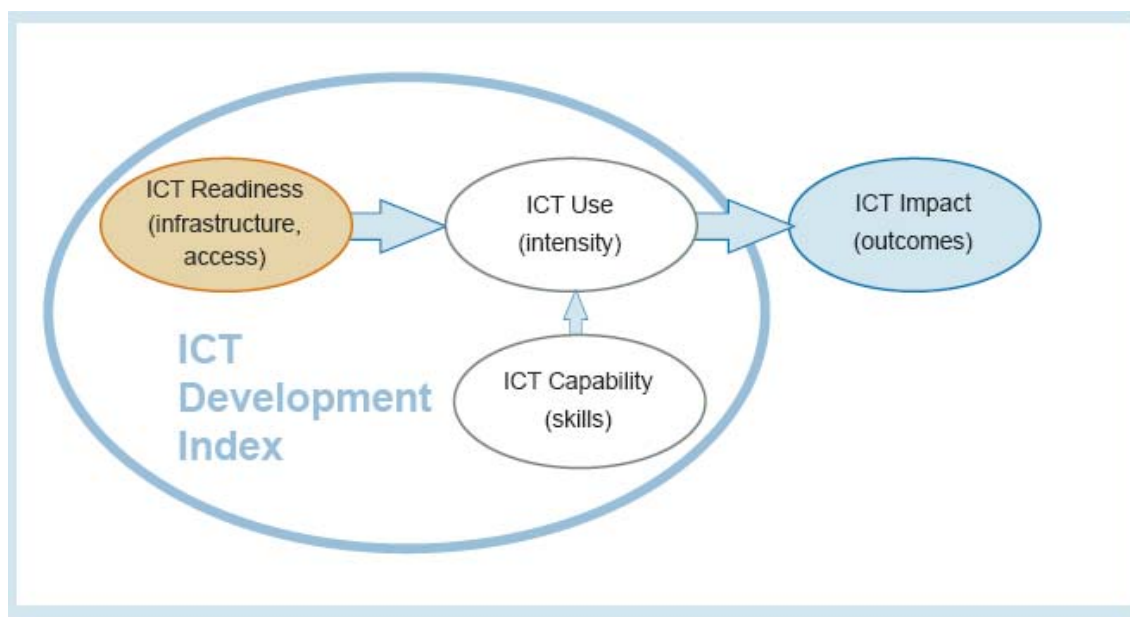 ICT Readiness
(infrastructure,
access)
ICT Use
(intensity)
ICT Impact
(outcomes)
ICT Capability
(skills)
ICT
Development
Index